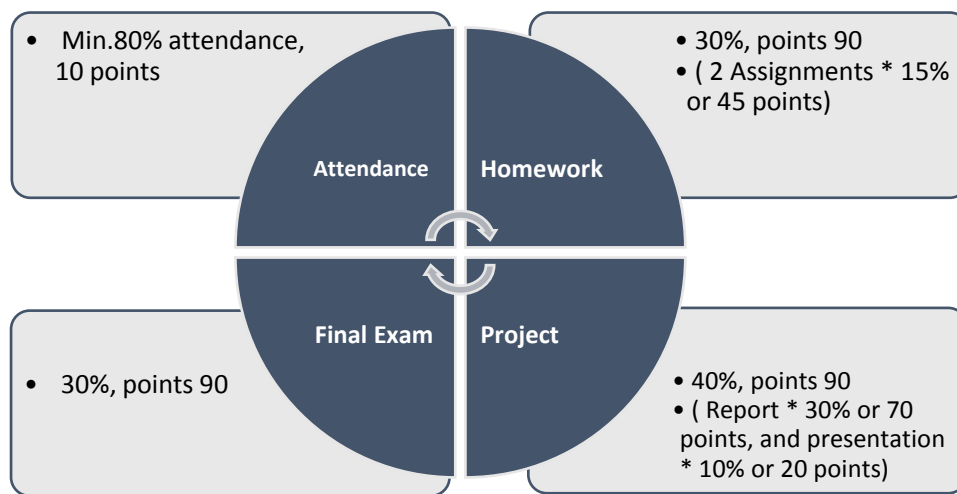 • Min.80% attendance,
10 points
• 30%, points 90
• ( 2 Assignments * 15%
or 45 points)
Attendance
Homework
Final Exam
Project
• 30%, points 90
• 40%, points 90
• ( Report * 30% or 70
points, and presentation
* 10% or 20 points)